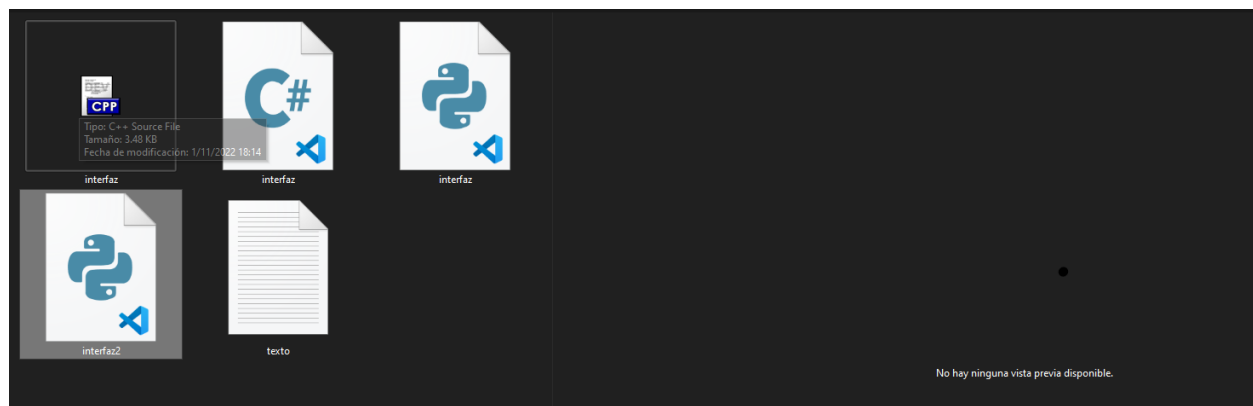 CPP
Tipo: C++ Source File
Tamaño: 3.48 KB
Fecha de modificación: 1/11/2022 18:14
C#
interfaz
interfaz
interfaz
interfaz2
texto
No hay ninguna vista previa disponible.